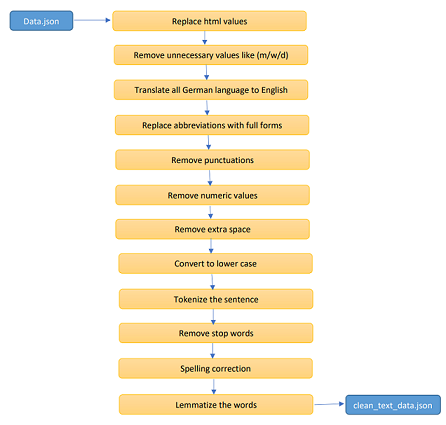 Data.json
Replace html values
Remove unnecessary values like (m/w/d)
Translate all German language to English
Replace abbreviations with full forms
Remove punctuations
Remove numeric values
Remove extra space
Convert to lower case
Tokenize the sentence
Remove stop words
Spelling correction
Lemmatize the words
clean_text_data.json